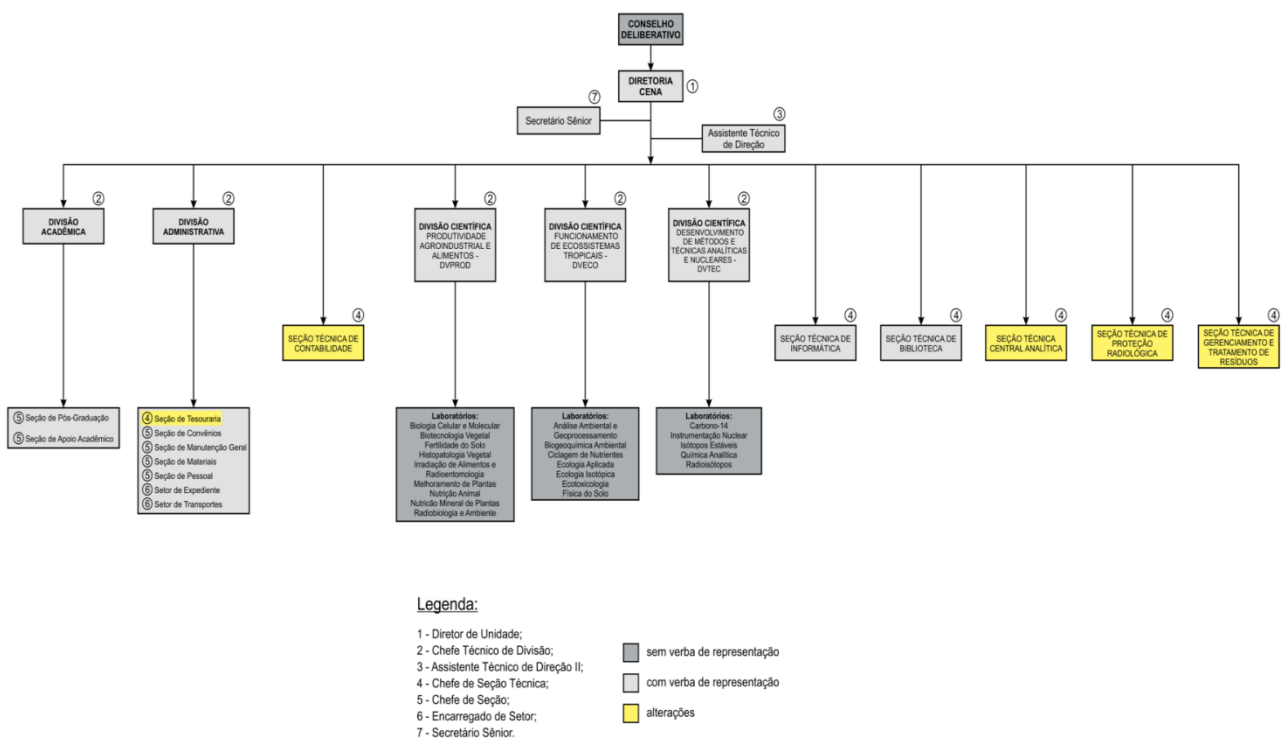 CONSELHO
DELIBERATIVO
DIRETORIA
CENA
1
7
Secretário Sênior
3
Assistente Técnico
de Direção
2
DIVISÃO
ACADÊMICA
2
DIVISÃO
ADMINISTRATIVA
2
DIVISÃO CIENTÍFICA
PRODUTIVIDADE
AGROINDUSTRIAL E
ALIMENTOS -
DVPROD
2
DIVISÃO CIENTÍFICA
FUNCIONAMENTO
DE ECOSSISTEMAS
TROPICAIS -
DVECO
2
DIVISÃO CIENTÍFICA
DESENVOLVIMENTO
DE MÉTODOS E
TÉCNICAS ANALÍTICAS
E NUCLEARES -
DVTEC
4
SEÇÃO TÉCNICA DE
CONTABILIDADE
4
SEÇÃO TÉCNICA DE
INFORMÁTICA
4
SEÇÃO TÉCNICA DE
BIBLIOTECA
4
SEÇÃO TÉCNICA
CENTRAL ANALÍTICA
4
SEÇÃO TÉCNICA DE
PROTEÇÃO
RADIOLÓGICA
4
SEÇÃO TÉCNICA DE
GERENCIAMENTO E
TRATAMENTO DE
RESÍDUOS
5 Seção de Pós-Graduação
5 Seção de Apoio Acadêmico
4 Seção de Tesouraria
5 Seção de Convênios
5 Seção de Manutenção Geral
5 Seção de Materiais
5 Seção de Pessoal
6 Setor de Expediente
6 Setor de Transportes
Laboratórios:
Biologia Celular e Molecular
Biotecnologia Vegetal
Fertilidade do Solo
Histopatologia Vegetal
Irradiação de Alimentos e
Radioentomologia
Melhoramento de Plantas
Nutrição Animal
Nutrição Mineral de Plantas
Radiobiologia e Ambiente
Laboratórios:
Análise Ambiental e
Geoprocessamento
Biogeoquímica Ambiental
Ciclagem de Nutrientes
Ecologia Aplicada
Ecologia Isotópica
Ecotoxicologia
Física do Solo
Laboratórios:
Carbono-14
Instrumentação Nuclear
Isótopos Estáveis
Química Analítica
Radioisótopos
Legenda:
1 - Diretor de Unidade;
2 - Chefe Técnico de Divisão;
3 - Assistente Técnico de Direção II;
4 - Chefe de Seção Técnica;
5 - Chefe de Seção;
6 - Encarregado de Setor;
7 - Secretário Sênior.
sem verba de representação
com verba de representação
alterações